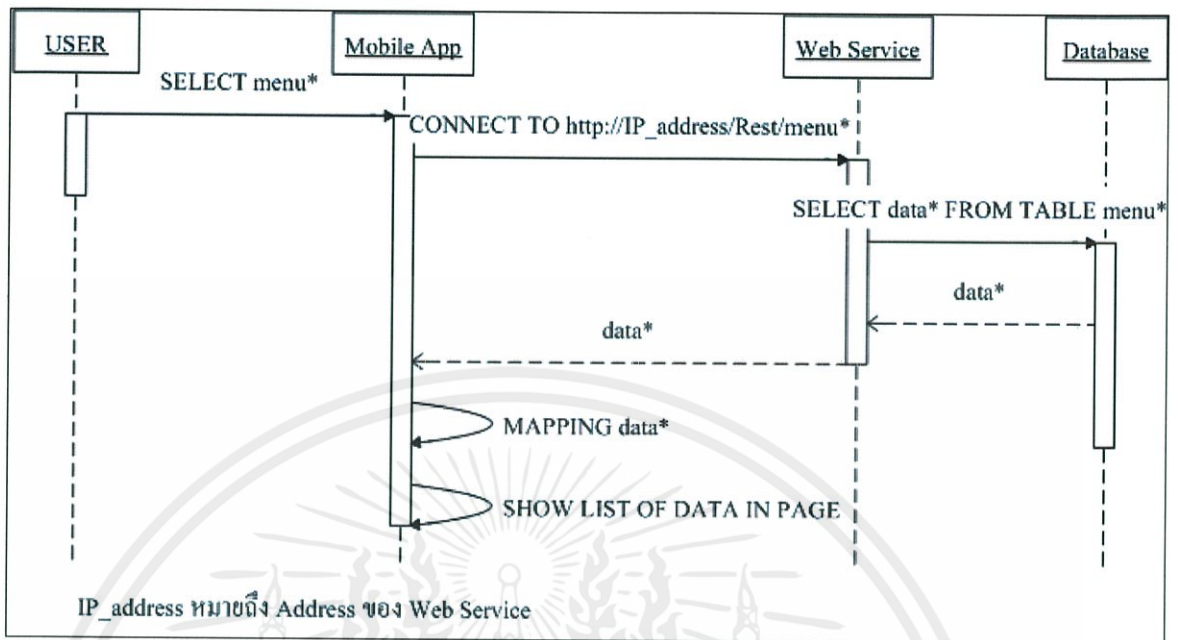 USER
Mobile App
Web Service
Database
SELECT menu*
CONNECT TO http://IP_address/Rest/menu*
SELECT data* FROM TABLE menu*
data*
data*
MAPPING data*
SHOW LIST OF DATA IN PAGE
IP_address หมายถึง Address ของ Web Service